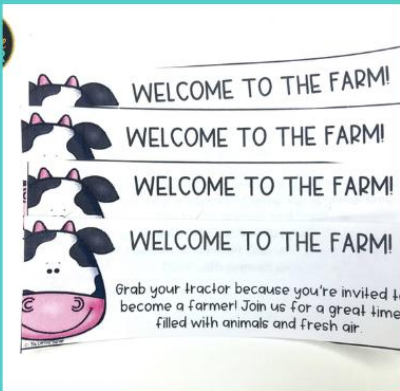 WELCOME TO THE FARM!
WELCOME TO THE FARM!
WELCOME TO THE FARM!
WELCOME TO THE FARM!
Grab your tractor because you're invited
become a farmer! Join us for a great time
filled with animals and fresh air.